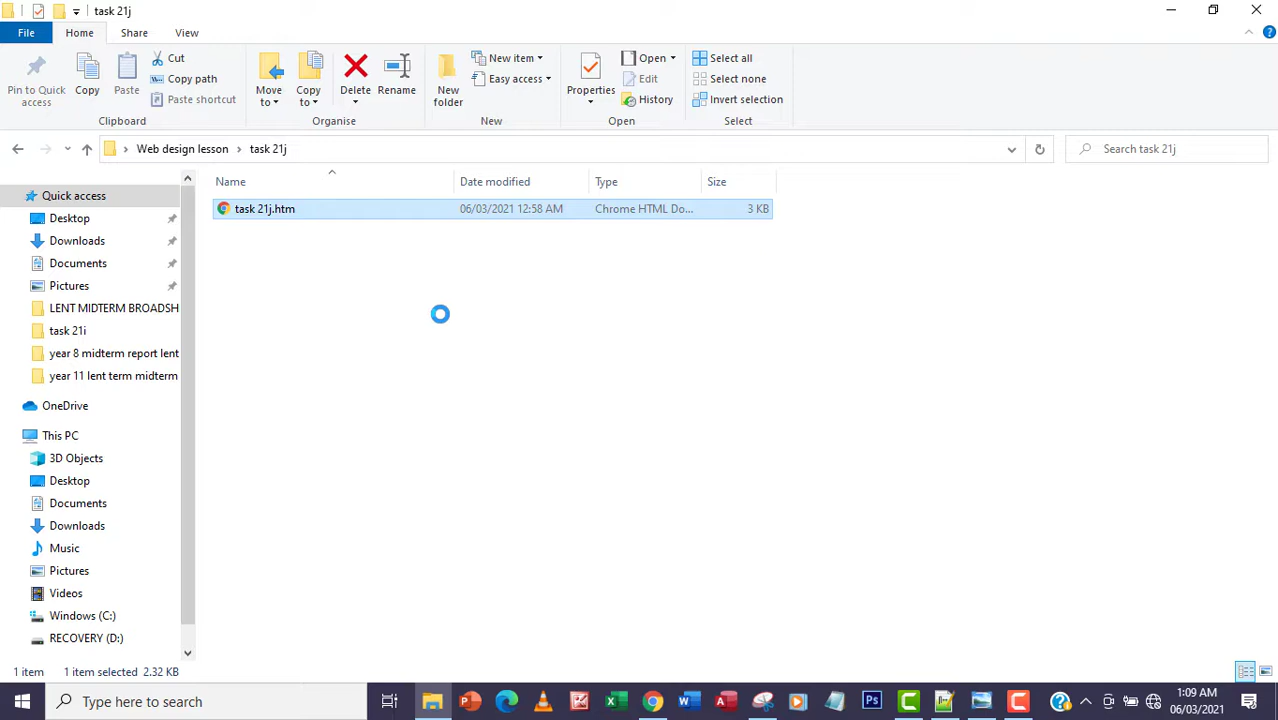 task 21j
File
Home
Share
View
Pin to Quick access
Copy
Paste
Cut
Copy path
Paste shortcut
Clipboard
Move to
Copy to
Delete
Rename
Organise
New folder
New item
Easy access
New
Properties
Open
Edit
History
Open
Select all
Select none
Invert selection
Select
Web design lesson > task 21j
Search task 21j
Name
Date modified
Type
Size
task 21j.htm
06/03/2021 12:58 AM
Chrome HTML Do...
3 KB
Quick access
Desktop
Downloads
Documents
Pictures
LENT MIDTERM BROADSH
task 21i
year 8 midterm report lent
year 11 lent term midterm
OneDrive
This PC
3D Objects
Desktop
Documents
Downloads
Music
Pictures
Videos
Windows (C:)
RECOVERY (D:)
1 item
1 item selected 2.32 KB
Type here to search
1:09 AM
06/03/2021